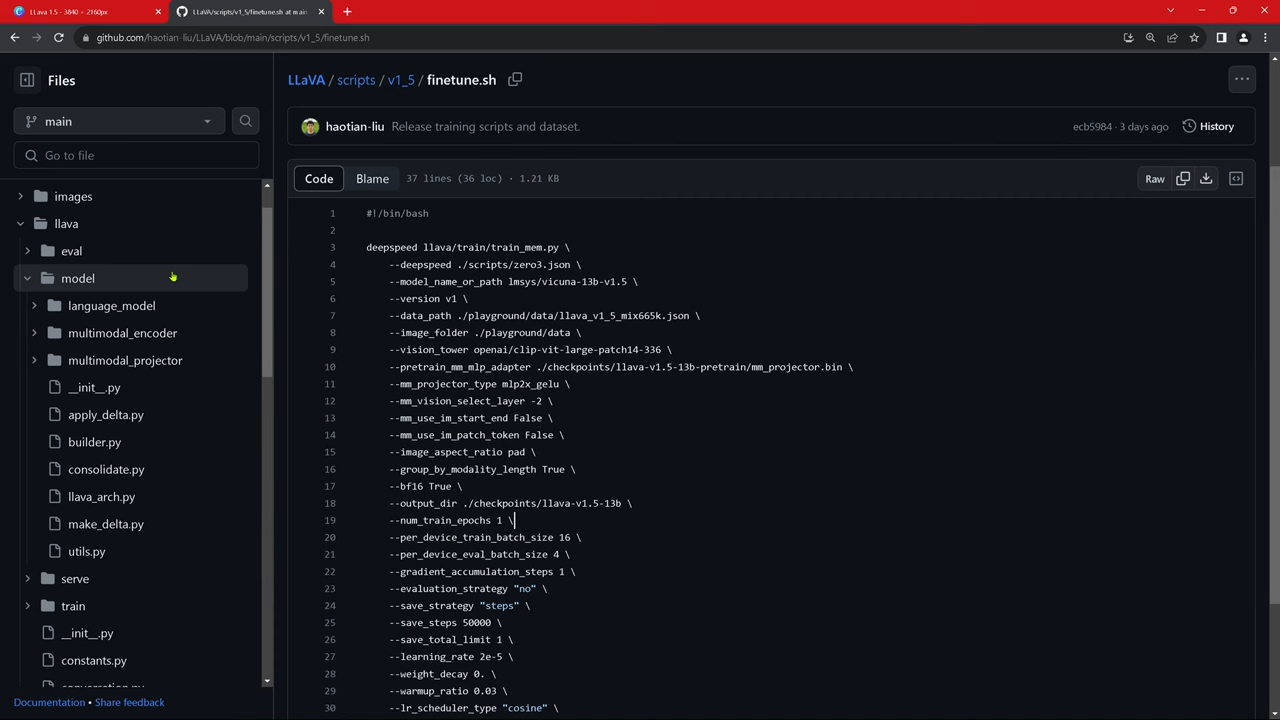 LLava 1.5 - 3840 × 2160px
LLaVA/scripts/v1_5/finetune.sh at main
github.com/haotian-liu/LLaVA/blob/main/scripts/v1_5/finetune.sh
Files
main
Go to file
images
llava
eval
model
language_model
multimodal_encoder
multimodal_projector
__init__.py
apply_delta.py
builder.py
consolidate.py
llava_arch.py
make_delta.py
utils.py
serve
train
__init__.py
constants.py
conversation.py
Documentation • Share feedback
LLaVA / scripts / v1_5 / finetune.sh
haotian-liu Release training scripts and dataset.
ecb5984 · 3 days ago History
Code Blame 37 lines (36 loc) · 1.21 KB Raw
1 #!/bin/bash
2
3 deepspeed llava/train/train_mem.py \
4 --deepspeed ./scripts/zero3.json \
5 --model_name_or_path lmsys/vicuna-13b-v1.5 \
6 --version v1 \
7 --data_path ./playground/data/llava_v1_5_mix665k.json \
8 --image_folder ./playground/data \
9 --vision_tower openai/clip-vit-large-patch14-336 \
10 --pretrain_mm_mlp_adapter ./checkpoints/llava-v1.5-13b-pretrain/mm_projector.bin \
11 --mm_projector_type mlp2x_gelu \
12 --mm_vision_select_layer -2 \
13 --mm_use_im_start_end False \
14 --mm_use_im_patch_token False \
15 --image_aspect_ratio pad \
16 --group_by_modality_length True \
17 --bf16 True \
18 --output_dir ./checkpoints/llava-v1.5-13b \
19 --num_train_epochs 1 \
20 --per_device_train_batch_size 16 \
21 --per_device_eval_batch_size 4 \
22 --gradient_accumulation_steps 1 \
23 --evaluation_strategy "no" \
24 --save_strategy "steps" \
25 --save_steps 50000 \
26 --save_total_limit 1 \
27 --learning_rate 2e-5 \
28 --weight_decay 0. \
29 --warmup_ratio 0.03 \
30 --lr_scheduler_type "cosine" \